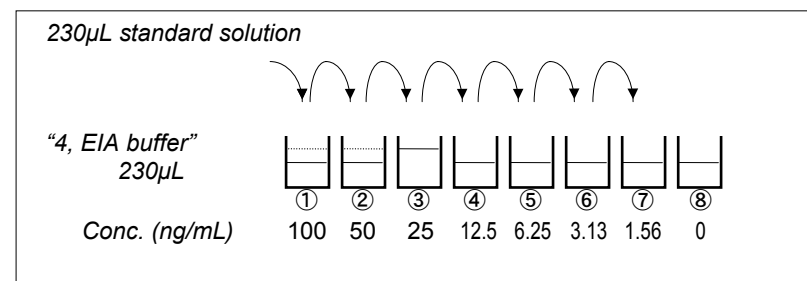 230µL standard solution
“4, EIA buffer”
230µL
① ② ③ ④ ⑤ ⑥ ⑦ ⑧
Conc. (ng/mL) 100 50 25 12.5 6.25 3.13 1.56 0